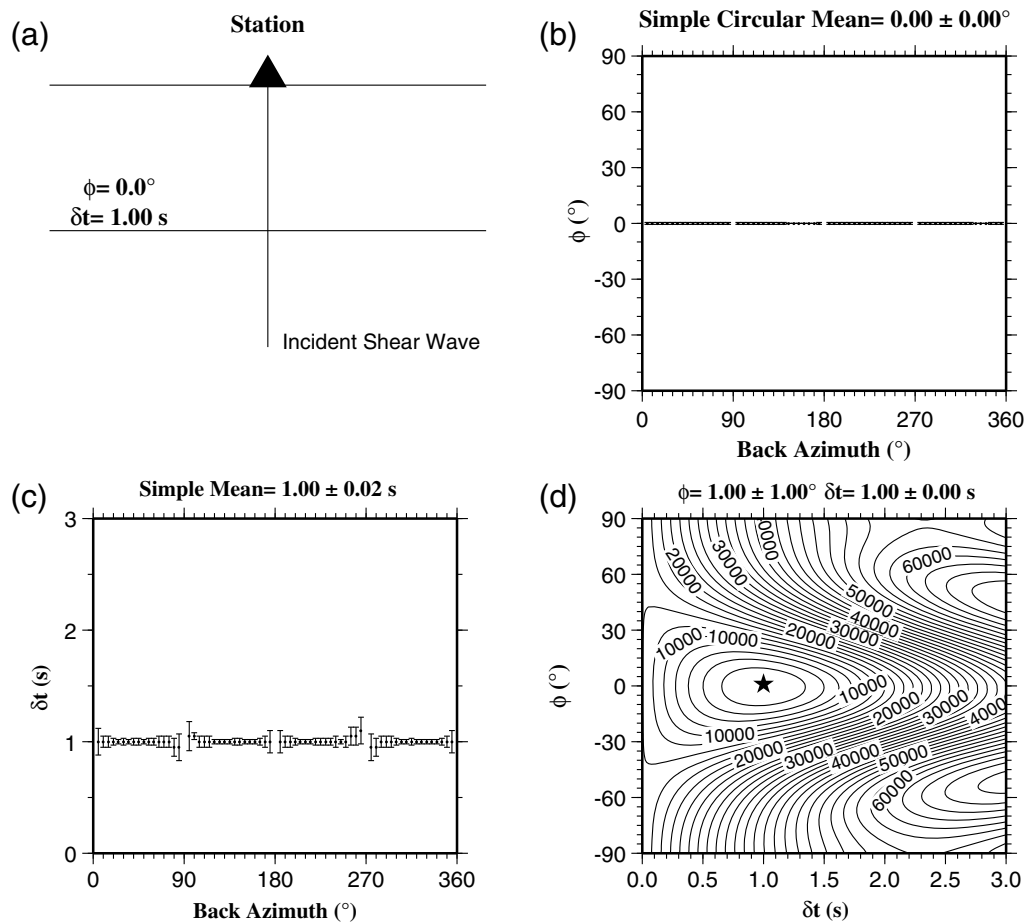 (a)
Station
ϕ= 0.0°
δt= 1.00 s
Incident Shear Wave
(b)
Simple Circular Mean= 0.00 ± 0.00°
90
60
30
0
-30
-60
-90
ϕ (°)
0 90 180 270 360
Back Azimuth (°)
(c)
Simple Mean= 1.00 ± 0.02 s
3
2
1
0
δt (s)
0 90 180 270 360
Back Azimuth (°)
(d)
ϕ= 1.00 ± 1.00° δt= 1.00 ± 0.00 s
90
60
30
0
-30
-60
-90
ϕ (°)
20000
30000
60000
50000
40000
30000
20000
10000
10000
10000
20000
30000
10000
20000
30000
40000
50000
60000
0.0 0.5 1.0 1.5 2.0 2.5 3.0
δt (s)